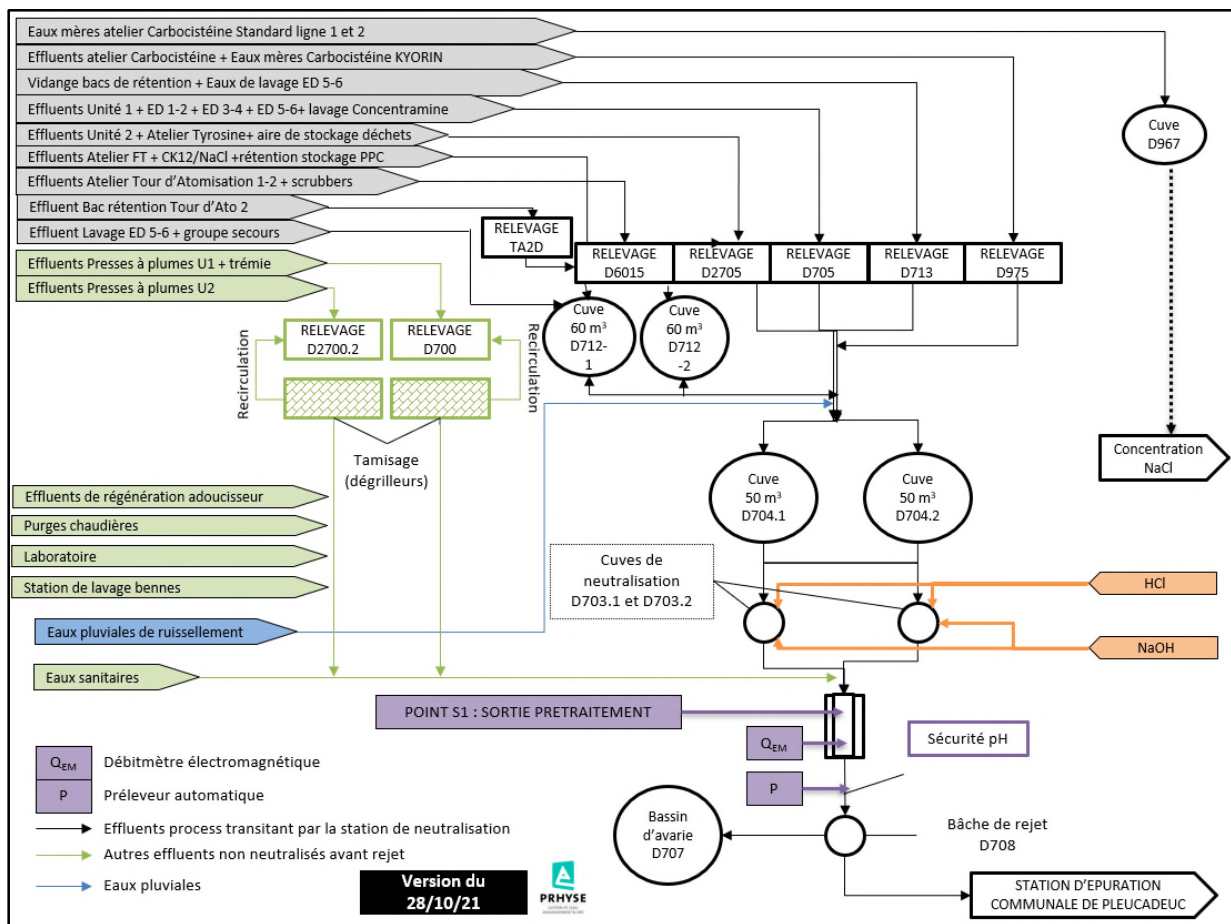 Eaux mères atelier Carbocistéine Standard ligne 1 et 2
Effluents atelier Carbocistéine + Eaux mères Carbocistéine KYORIN
Vidange bacs de rétention + Eaux de lavage ED 5-6
Effluents Unité 1 + ED 1-2 + ED 3-4 + ED 5-6+ lavage Concentramine
Effluents Unité 2 + Atelier Tyrosine+ aire de stockage déchets
Effluents Atelier FT + CK12/NaCl +rétention stockage PPC
Effluents Atelier Tour d'Atomisation 1-2 + scrubbers
Effluent Bac rétention Tour d'Ato 2
Effluent Lavage ED 5-6 + groupe secours
Effluents Presses à plumes U1 + trémie
Effluents Presses à plumes U2
Cuve
D967
RELEVAGE
TA2D
RELEVAGE
D6015
RELEVAGE
D2705
RELEVAGE
D705
RELEVAGE
D713
RELEVAGE
D975
Cuve
60 m³
D712-
1
Cuve
60 m³
D712
-2
RELEVAGE
D2700.2
RELEVAGE
D700
Recirculation
Recirculation
Tamisage
(dégrilleurs)
Concentration
NaCl
Cuve
50 m³
D704.1
Cuve
50 m³
D704.2
Effluents de régénération adoucisseur
Purges chaudières
Laboratoire
Station de lavage bennes
Cuves de
neutralisation
D703.1 et D703.2
HCl
NaOH
Eaux pluviales de ruissellement
Eaux sanitaires
POINT S1 : SORTIE PRETRAITEMENT
QEM
P
Sécurité pH
QEM Débitmètre électromagnétique
P Préleveur automatique
Effluents process transitant par la station de neutralisation
Autres effluents non neutralisés avant rejet
Eaux pluviales
Bassin
d'avarie
D707
Bâche de rejet
D708
Version du
28/10/21
PRHYSE
STATION D'EPURATION
COMMUNALE DE PLEUCADEUC